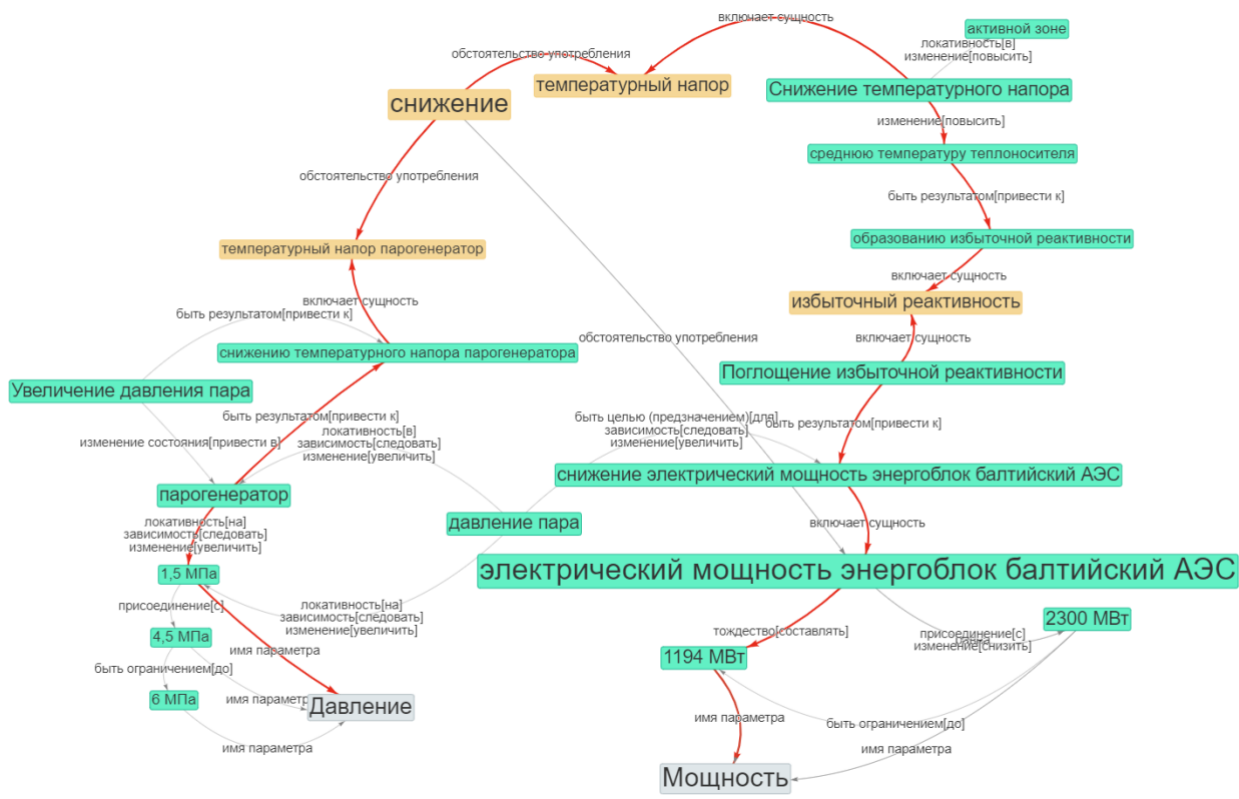 включает сущность
активной зоне
локативность[в]
изменение[повысить]
обстоятельство употребления
температурный напор
Снижение температурного напора
снижение
изменение[повысить]
среднюю температуру теплоносителя
обстоятельство употребления
быть результатом[привести к]
образованию избыточной реактивности
температурный напор парогенератор
включает сущность
избыточный реактивность
включает сущность
быть результатом[привести к]
обстоятельство употребления
включает сущность
снижению температурного напора парогенератора
Поглощение избыточной реактивности
Увеличение давления пара
быть результатом[привести к]
быть целью (предзначением)[для]
быть результатом[привести к]
локативность[в]
зависимость[следовать]
изменение[увеличить]
зависимость[следовать]
изменение[увеличить]
изменение состояния[привести в]
снижение электрический мощность энергоблок балтийский АЭС
парогенератор
давление пара
включает сущность
локативность[на]
зависимость[следовать]
изменение[увеличить]
электрический мощность энергоблок балтийский АЭС
1,5 МПа
присоединение[с]
локативность[на]
зависимость[следовать]
изменение[увеличить]
2300 МВт
4,5 МПа
тождество[составлять]
присоединение[с]
изменение[снизить]
имя параметра
1194 МВт
быть ограничением[до]
6 МПа
имя параметр
Давление
имя параметра
быть ограничением[до]
имя параметра
имя параметра
Мощность